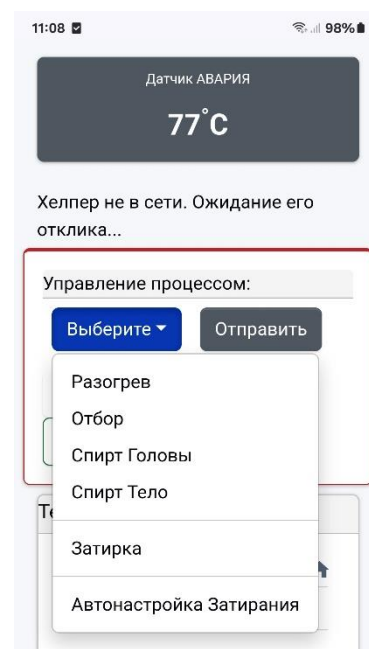 11:08 98%
Датчик АВАРИЯ
77°C
Хелпер не в сети. Ожидание его
отклика...
Управление процессом:
Выберите Отправить
Разогрев
Отбор
Спирт Головы
Спирт Тело
Затирка
Автонастройка Затирания